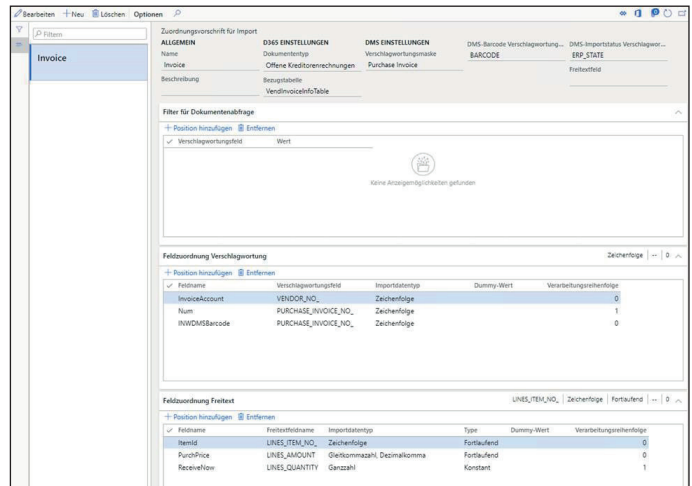 Bearbeiten + Neu Löschen Optionen
Filtern
Invoice
Zuordnungsvorschrift für Import
ALLGEMEIN D365 EINSTELLUNGEN DMS EINSTELLUNGEN DMS-Barcode Verschlagwortung... DMS-Importstatus Verschlagwor...
Name Dokumententyp Verschlagwortungsmaske BARCODE ERP_STATE
Invoice Offene Kreditorenrechnungen Purchase Invoice Freitextfeld
Beschreibung Bezugstabelle
VendInvoiceInfoTable
Filter für Dokumentenabfrage
+ Position hinzufügen Entfernen
Verschlagwortungsfeld Wert
Keine Anzeigemöglichkeiten gefunden
Feldzuordnung Verschlagwortung Zeichenfolge | -- | 0
+ Position hinzufügen Entfernen
Feldname Verschlagwortungsfeld Importdatentyp Dummy-Wert Verarbeitungsreihenfolge
InvoiceAccount VENDOR_NO_ Zeichenfolge 0
Num PURCHASE_INVOICE_NO_ Zeichenfolge 1
INWDMSBarcode PURCHASE_INVOICE_NO_ Zeichenfolge 0
Feldzuordnung Freitext LINES_ITEM_NO_ | Zeichenfolge | Fortlaufend | -- | 0
+ Position hinzufügen Entfernen
Feldname Freitextfeldname Importdatentyp Type Dummy-Wert Verarbeitungsreihenfolge
ItemId LINES_ITEM_NO_ Zeichenfolge Fortlaufend 0
PurchPrice LINES_AMOUNT Gleitkommazahl, Dezimalkomma Fortlaufend 0
ReceiveNow LINES_QUANTITY Ganzzahl Konstant 1